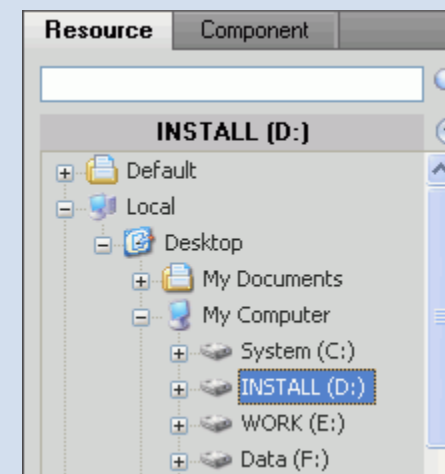 Resource Component
INSTALL (D:)
Default
Local
Desktop
My Documents
My Computer
System (C:)
INSTALL (D:)
WORK (E:)
Data (F:)